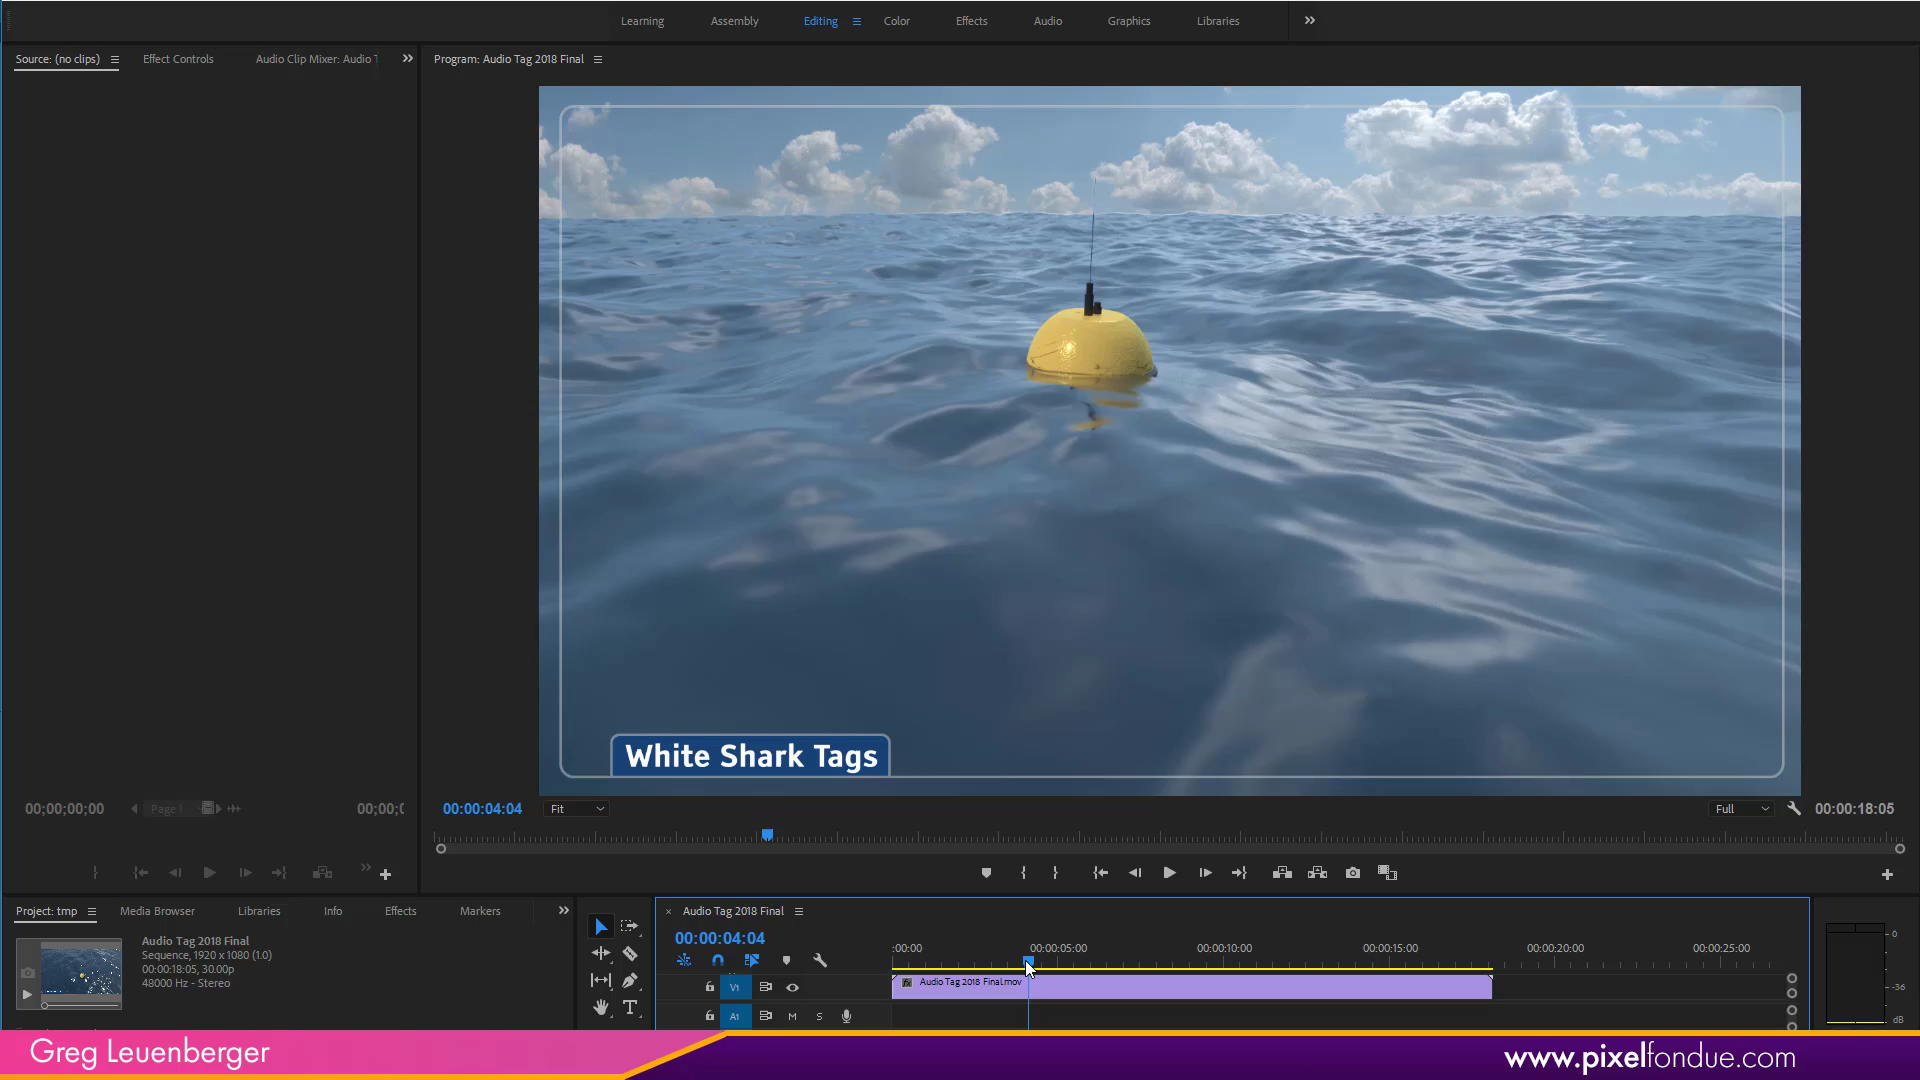 Learning Assembly Editing Color Effects Audio Graphics Libraries
Source: (no clips) Effect Controls Audio Clip Mixer: Audio T
Program: Audio Tag 2018 Final
White Shark Tags
00;00;00;00 Page 1 00;00;0
00:00:04:04 Fit Full 00:00:18:05
Project: tmp Media Browser Libraries Info Effects Markers
Audio Tag 2018 Final
Sequence, 1920 x 1080 (1.0)
00:00:18:05, 30.00p
48000 Hz - Stereo
× Audio Tag 2018 Final
00:00:04:04
:00:00 00:00:05:00 00:00:10:00 00:00:15:00 00:00:20:00 00:00:25:00
V1 fx Audio Tag 2018 Final.mov
A1 M S
0
-36
dB
Greg Leuenberger
www.pixelfondue.com